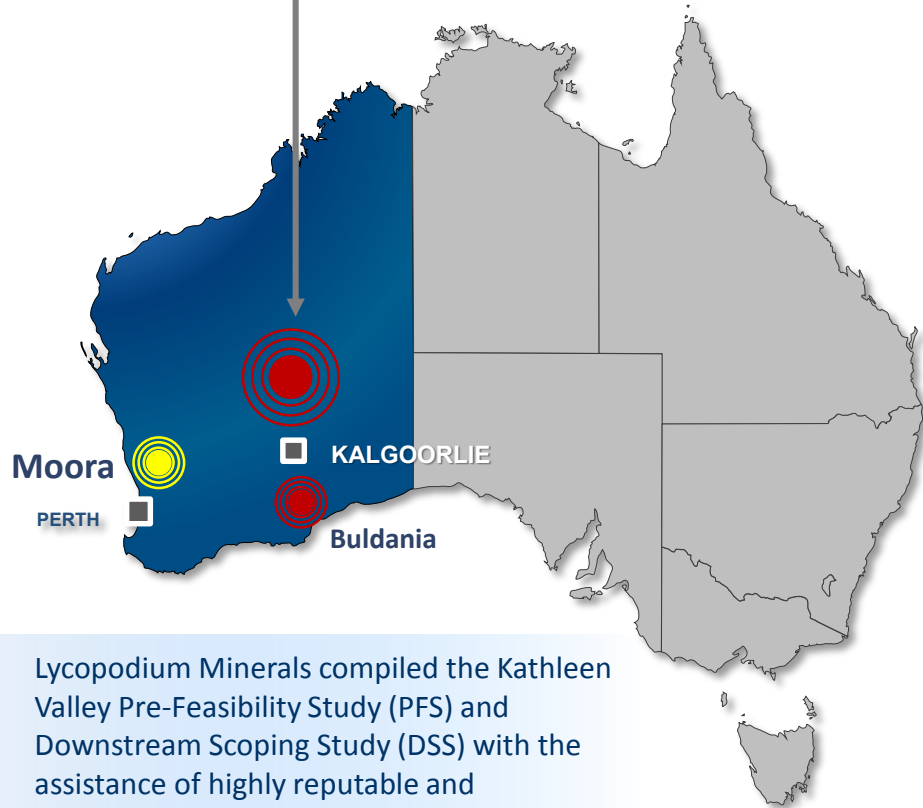 KALGOORLIE
Moora
PERTH
Buldania
Lycopodium Minerals compiled the Kathleen
Valley Pre-Feasibility Study (PFS) and
Downstream Scoping Study (DSS) with the
assistance of highly reputable and